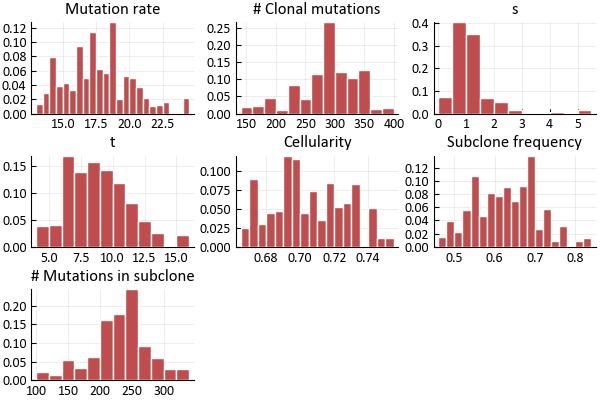 Mutation rate
0.12
0.10
0.08
0.06
0.04
0.02
0.00
15.0 17.5 20.0 22.5
# Clonal mutations
0.25
0.20
0.15
0.10
0.05
0.00
150 200 250 300 350 400
s
0.4
0.3
0.2
0.1
0.0
0 1 2 3 4 5
t
0.15
0.10
0.05
0.00
5.0 7.5 10.0 12.5 15.0
Cellularity
0.100
0.075
0.050
0.025
0.000
0.68 0.70 0.72 0.74
Subclone frequency
0.12
0.10
0.08
0.06
0.04
0.02
0.00
0.5 0.6 0.7 0.8
# Mutations in subclone
0.20
0.15
0.10
0.05
0.00
100 150 200 250 300